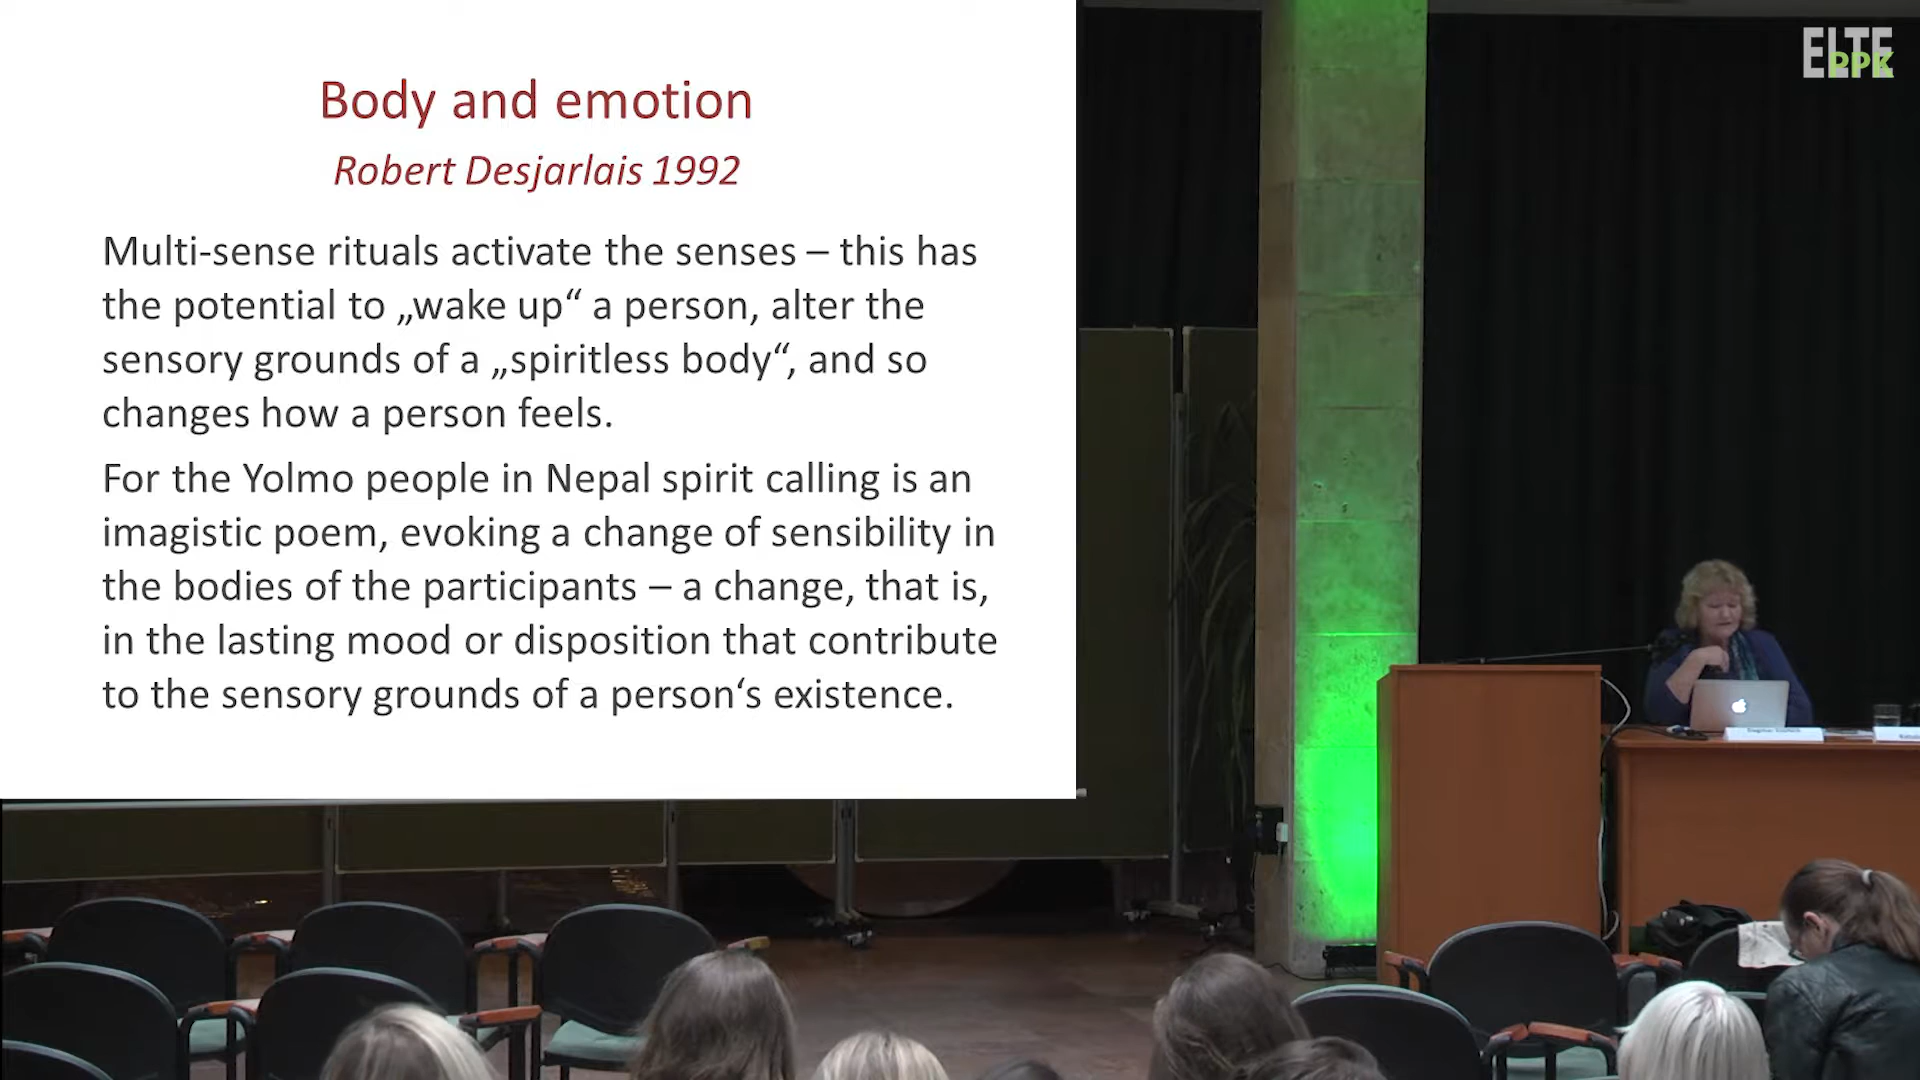 Body and emotion
Robert Desjarlais 1992
Multi-sense rituals activate the senses – this has
the potential to „wake up“ a person, alter the
sensory grounds of a „spiritless body“, and so
changes how a person feels.
For the Yolmo people in Nepal spirit calling is an
imagistic poem, evoking a change of sensibility in
the bodies of the participants – a change, that is,
in the lasting mood or disposition that contribute
to the sensory grounds of a person‘s existence.
ELTE
PPK